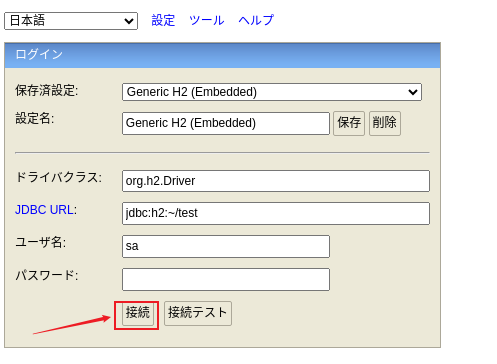 日本語 設定 ツール ヘルプ
ログイン
保存済設定: Generic H2 (Embedded)
設定名: Generic H2 (Embedded) 保存 削除
ドライバクラス: org.h2.Driver
JDBC URL: jdbc:h2:~/test
ユーザ名: sa
パスワード:
接続 接続テスト